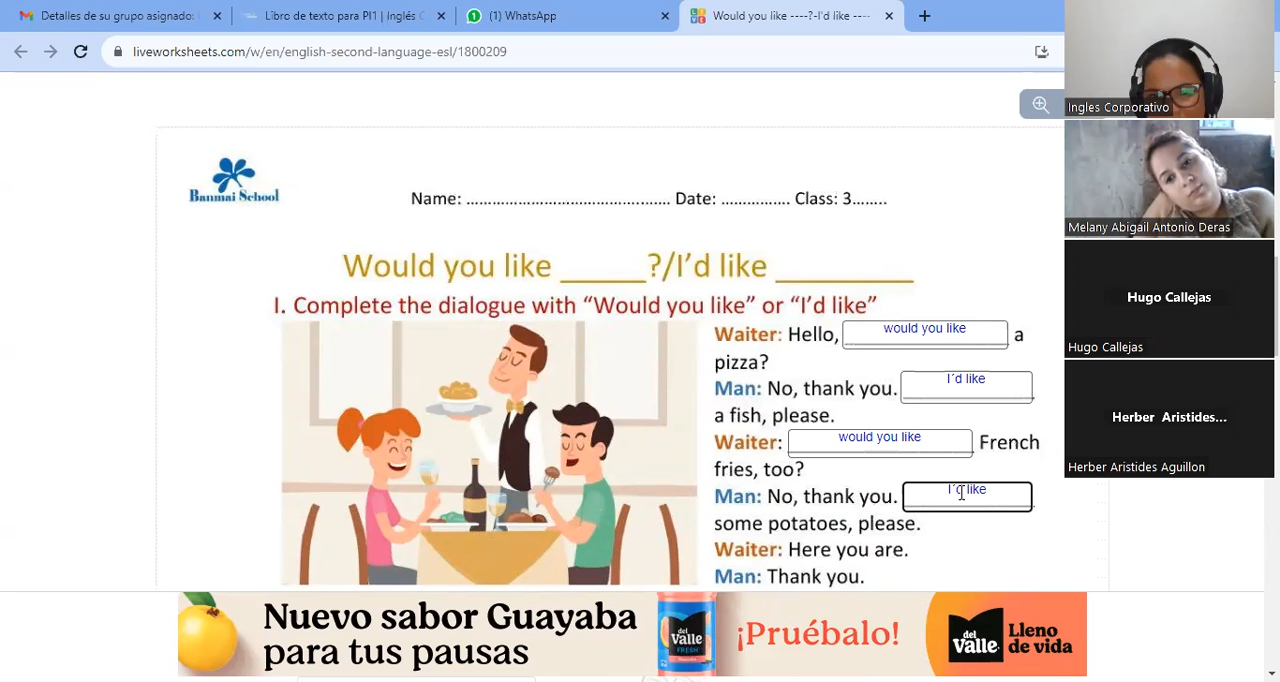 Detalles de su grupo asignado:
Libro de texto para PI1 | Inglés C
(1) WhatsApp
Would you like ----?-I'd like ----
liveworksheets.com/w/en/english-second-language-esl/1800209
Ingles Corporativo
Melany Abigail Antonio Deras
Hugo Callejas
Hugo Callejas
Herber Aristides...
Herber Aristides Aguillon
Banmai School
Name: ............................................. Date: ................ Class: 3........
Would you like ______?/I'd like __________
I. Complete the dialogue with “Would you like” or “I'd like”
Waiter: Hello, would you like a
pizza?
Man: No, thank you. I´d like
a fish, please.
Waiter: would you like French
fries, too?
Man: No, thank you. I´d like
some potatoes, please.
Waiter: Here you are.
Man: Thank you.
Nuevo sabor Guayaba
para tus pausas
del Valle FRESH
¡Pruébalo!
del Valle
Lleno
de vida